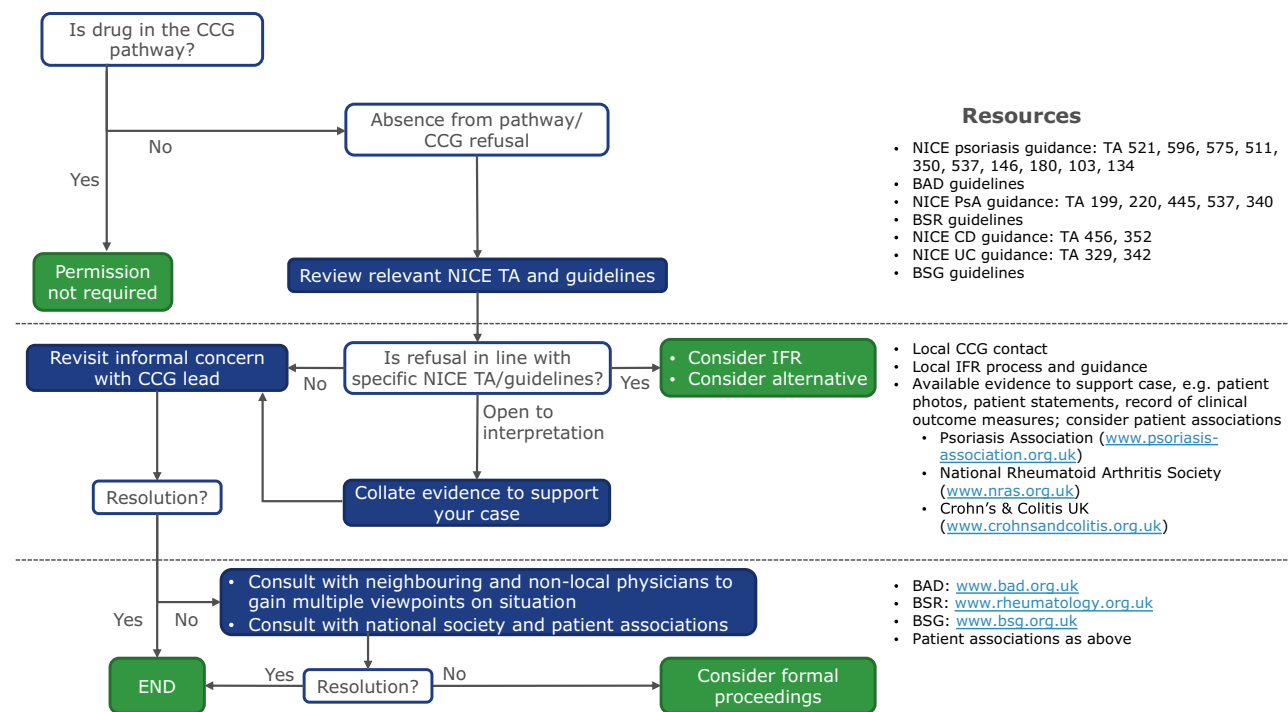 Is drug in the CCG
pathway?
No
Absence from pathway/
CCG refusal
Yes
Permission
not required
Review relevant NICE TA and guidelines
Resources
• NICE psoriasis guidance: TA 521, 596, 575, 511,
350, 537, 146, 180, 103, 134
• BAD guidelines
• NICE PsA guidance: TA 199, 220, 445, 537, 340
• BSR guidelines
• NICE CD guidance: TA 456, 352
• NICE UC guidance: TA 329, 342
• BSG guidelines
Revisit informal concern
with CCG lead
No
Is refusal in line with
specific NICE TA/guidelines?
Yes
• Consider IFR
• Consider alternative
Open to
interpretation
Resolution?
Collate evidence to support
your case
• Local CCG contact
• Local IFR process and guidance
• Available evidence to support case, e.g. patient
photos, patient statements, record of clinical
outcome measures; consider patient associations
• Psoriasis Association (www.psoriasis-
association.org.uk)
• National Rheumatoid Arthritis Society
(www.nras.org.uk)
• Crohn’s & Colitis UK
(www.crohnsandcolitis.org.uk)
Yes
No
• Consult with neighbouring and non-local physicians to
gain multiple viewpoints on situation
• Consult with national society and patient associations
END
Yes
Resolution?
No
Consider formal
proceedings
• BAD: www.bad.org.uk
• BSR: www.rheumatology.org.uk
• BSG: www.bsg.org.uk
• Patient associations as above